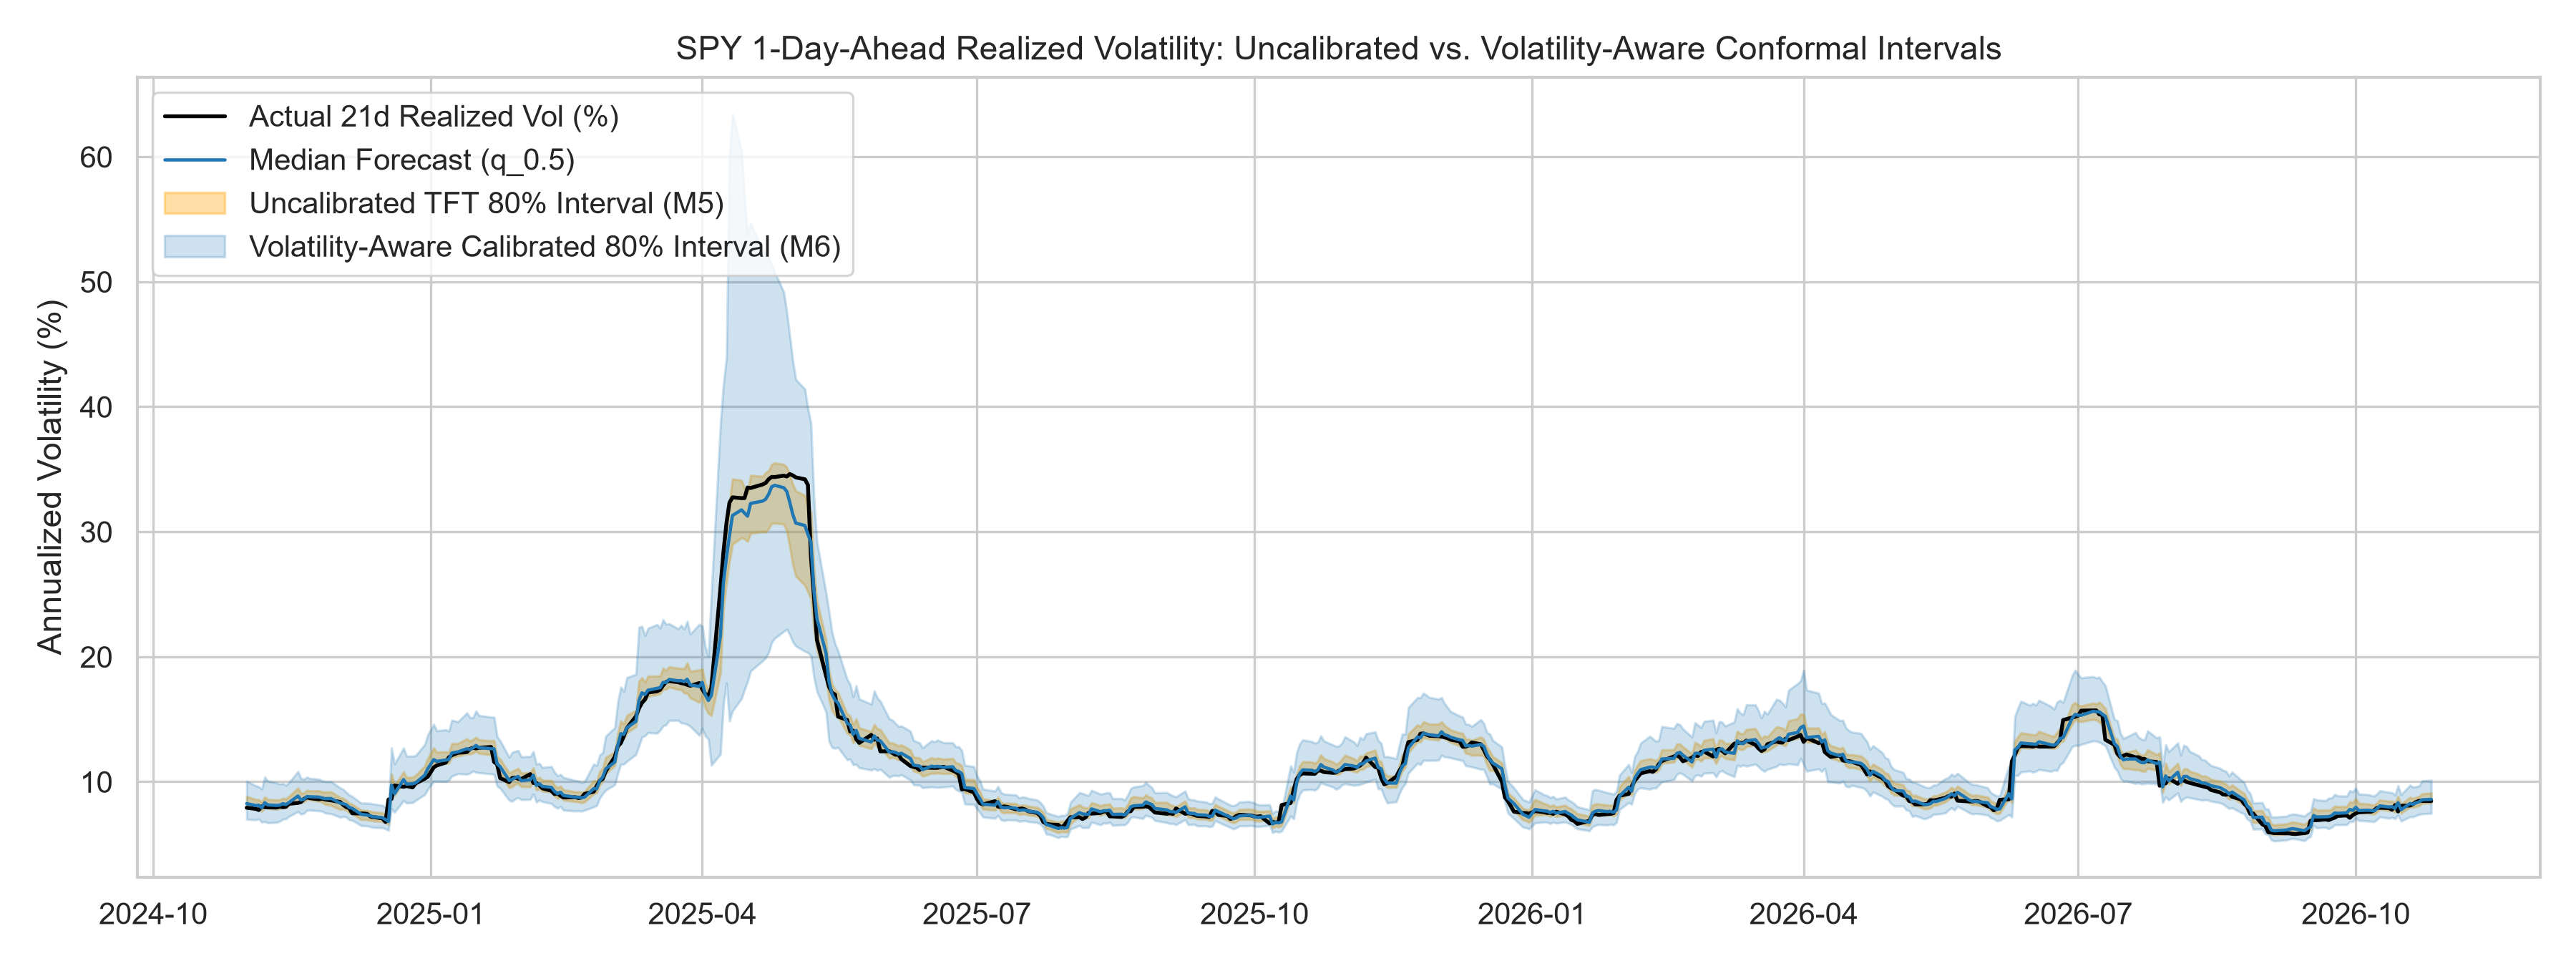 SPY 1-Day-Ahead Realized Volatility: Uncalibrated vs. Volatility-Aware Conformal Intervals
Actual 21d Realized Vol (%)
Median Forecast (q_0.5)
Uncalibrated TFT 80% Interval (M5)
Volatility-Aware Calibrated 80% Interval (M6)
Annualized Volatility (%)
60
50
40
30
20
10
2024-10
2025-01
2025-04
2025-07
2025-10
2026-01
2026-04
2026-07
2026-10